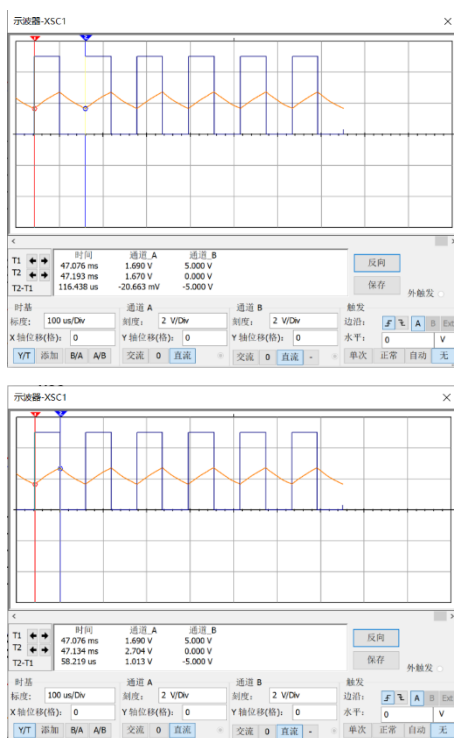 示波器-XSC1
×
时间 通道_A 通道_B
T1 47.076 ms 1.690 V 5.000 V
T2 47.193 ms 1.670 V 0.000 V
T2-T1 116.438 us -20.663 mV -5.000 V
反向
保存
外触发
时基 通道 A 通道 B 触发
标度: 100 us/Div 刻度: 2 V/Div 刻度: 2 V/Div 边沿: A B Ext
X 轴位移(格): 0 Y 轴位移(格): 0 Y 轴位移(格): 0 水平: 0 V
Y/T 添加 B/A A/B 交流 0 直流 交流 0 直流 - 单次 正常 自动 无
示波器-XSC1
×
时间 通道_A 通道_B
T1 47.076 ms 1.690 V 5.000 V
T2 47.134 ms 2.704 V 0.000 V
T2-T1 58.219 us 1.013 V -5.000 V
反向
保存
外触发
时基 通道 A 通道 B 触发
标度: 100 us/Div 刻度: 2 V/Div 刻度: 2 V/Div 边沿: A B Ext
X 轴位移(格): 0 Y 轴位移(格): 0 Y 轴位移(格): 0 水平: 0 V
Y/T 添加 B/A A/B 交流 0 直流 交流 0 直流 - 单次 正常 自动 无